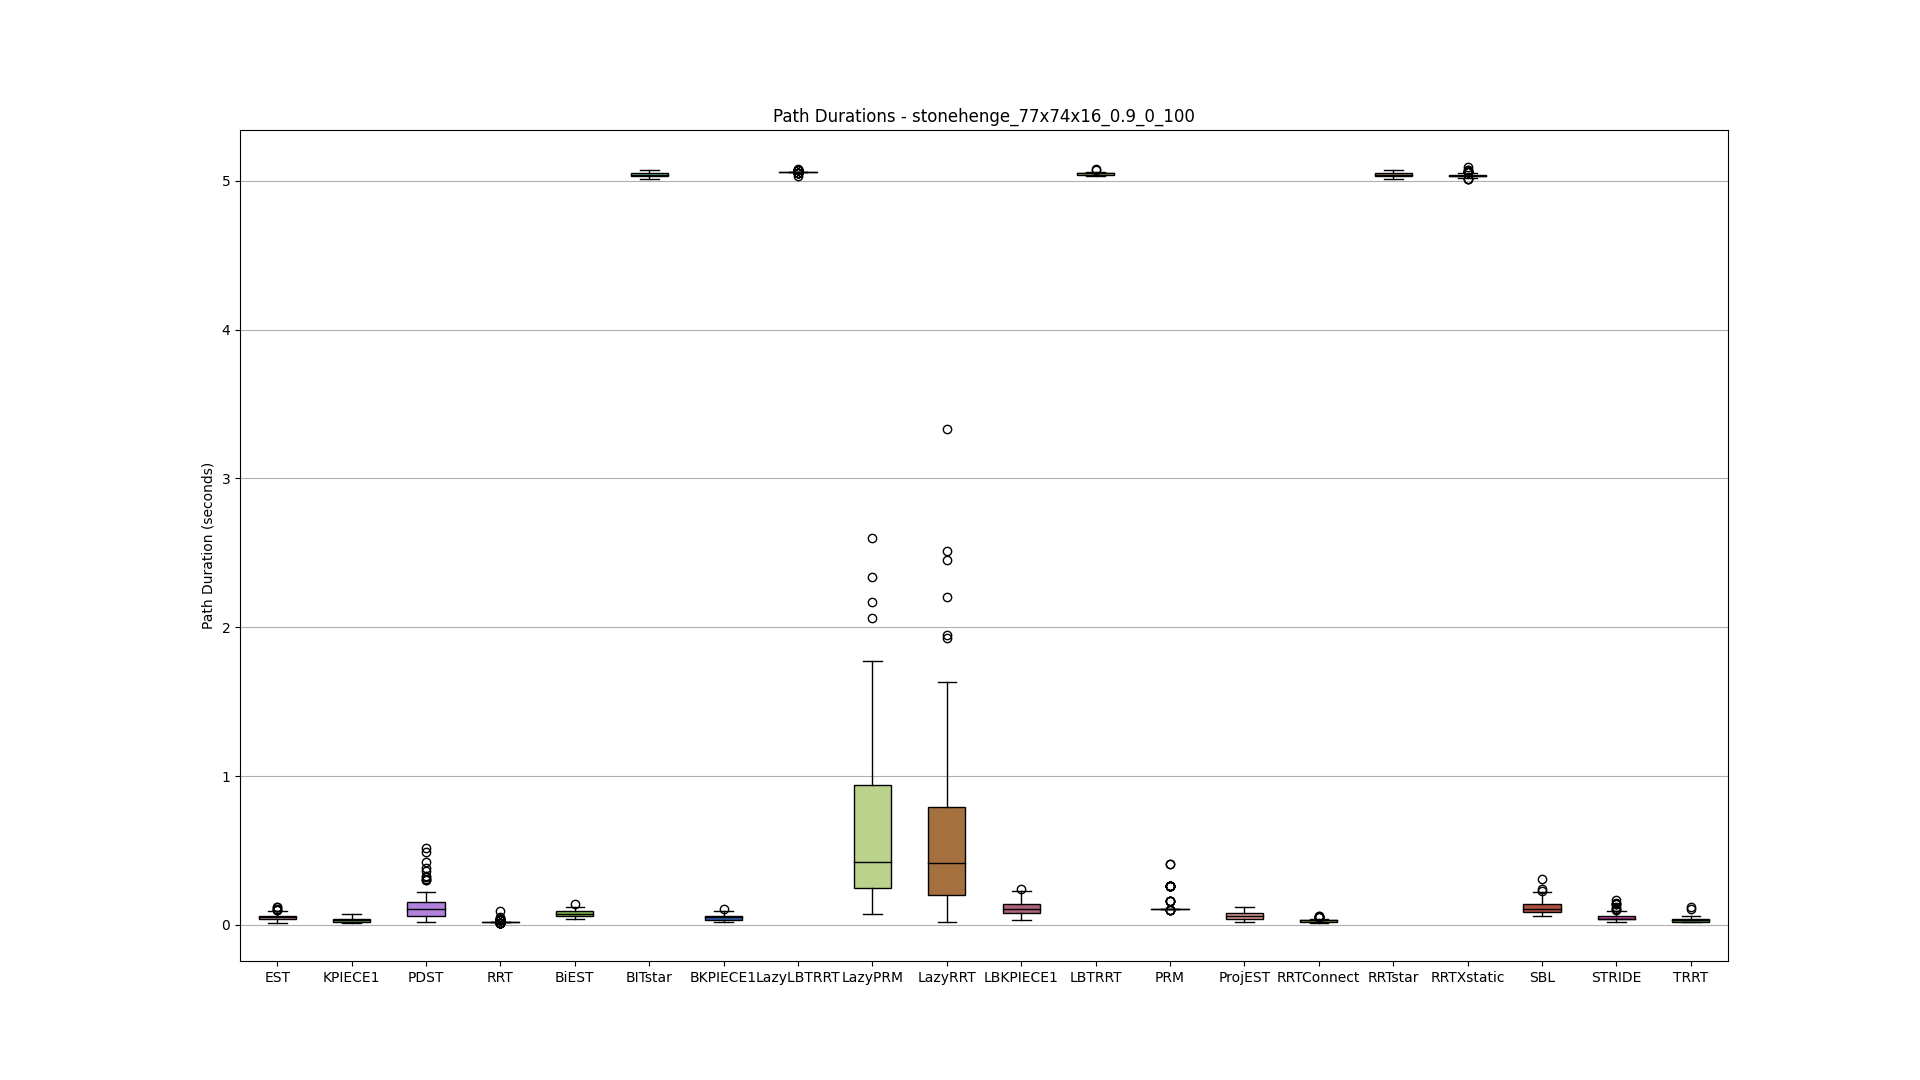 Path Durations - stonehenge_77x74x16_0.9_0_100
Path Duration (seconds)
5
4
3
2
1
0
EST KPIECE1 PDST RRT BiEST BITstar BKPIECE1 LazyLBTRRT LazyPRM LazyRRT LBKPIECE1 LBTRRT PRM ProjEST RRTConnect RRTstar RRTXstatic SBL STRIDE TRRT